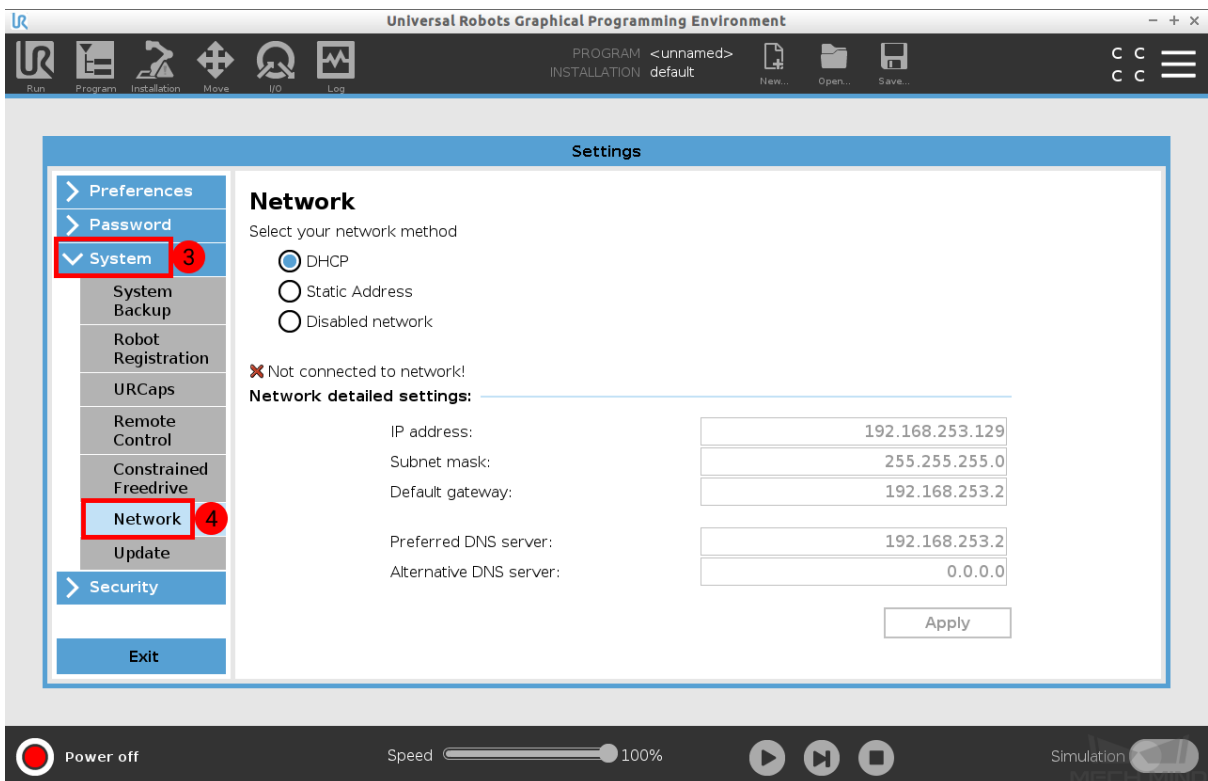 Universal Robots Graphical Programming Environment
UR
Run
Program
Installation
Move
I/O
Log
PROGRAM <unnamed>
INSTALLATION default
New...
Open...
Save...
C C
C C
Settings
Preferences
Password
System 3
System
Backup
Robot
Registration
URCaps
Remote
Control
Constrained
Freedrive
Network 4
Update
Security
Exit
Network
Select your network method
DHCP
Static Address
Disabled network
Not connected to network!
Network detailed settings:
IP address: 192.168.253.129
Subnet mask: 255.255.255.0
Default gateway: 192.168.253.2
Preferred DNS server: 192.168.253.2
Alternative DNS server: 0.0.0.0
Apply
Power off
Speed 100%
Simulation
MECH MIND